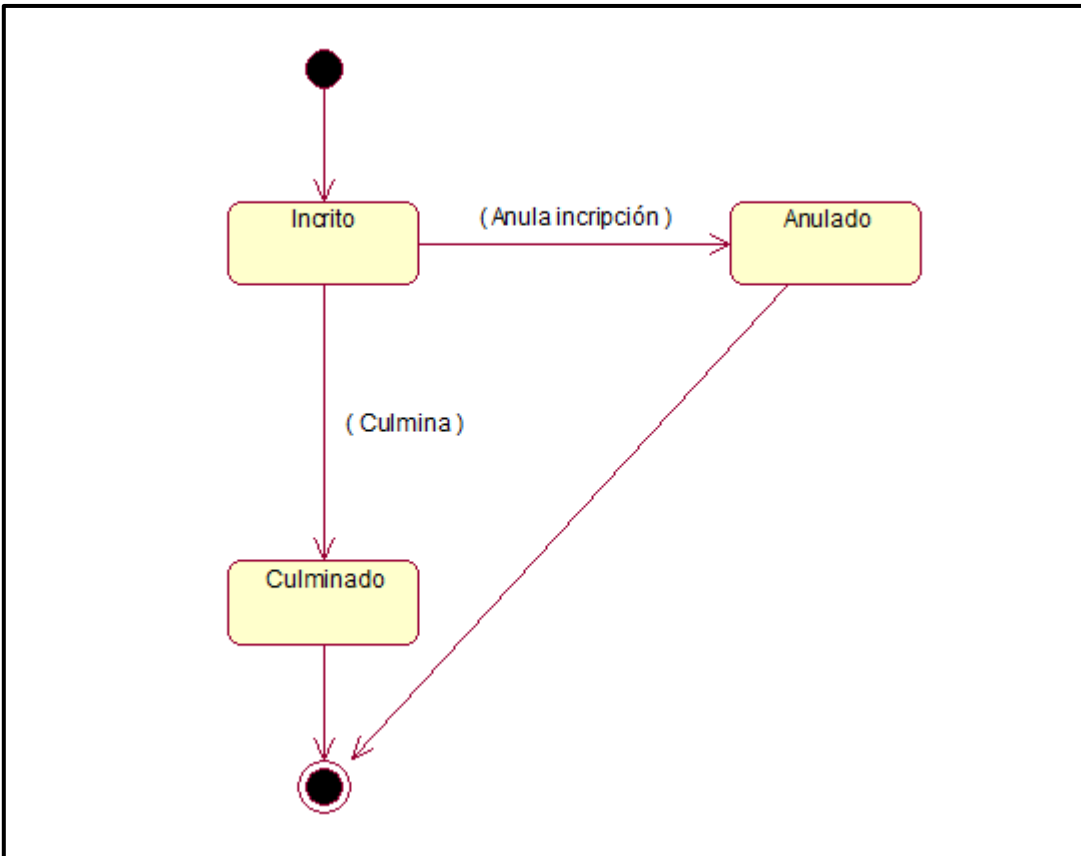 Incrito
( Anula incripción )
Anulado
( Culmina )
Culminado